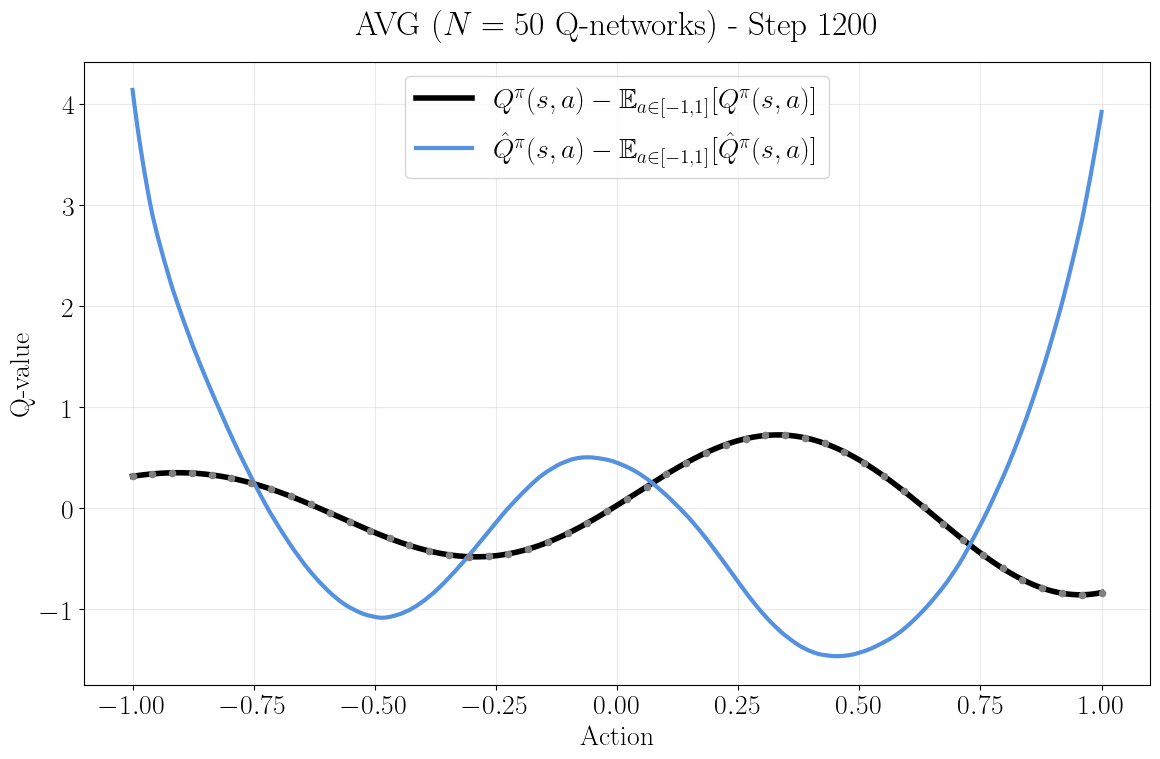 AVG (N = 50 Q-networks) - Step 1200
Q^π(s, a) − 𝔼_{a∈[−1,1]}[Q^π(s, a)]
Q̂^π(s, a) − 𝔼_{a∈[−1,1]}[Q̂^π(s, a)]
Q-value
4
3
2
1
0
−1
−1.00 −0.75 −0.50 −0.25 0.00 0.25 0.50 0.75 1.00
Action